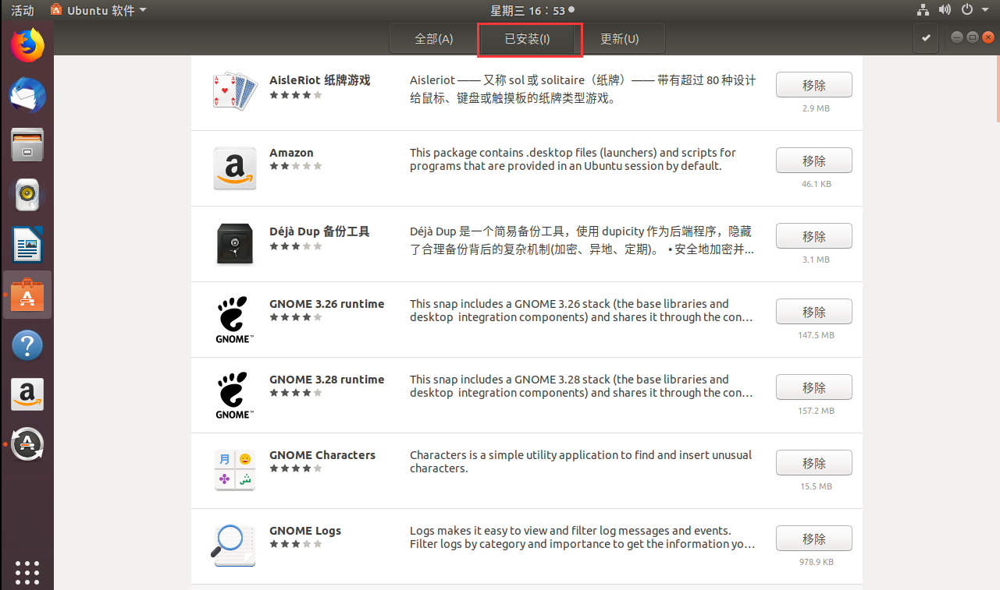 活动
Ubuntu 软件
星期三 16：53
全部(A)
已安装(I)
更新(U)
AisleRiot 纸牌游戏
Aisleriot —— 又称 sol 或 solitaire（纸牌）—— 带有超过 80 种设计
给鼠标、键盘或触摸板的纸牌类型游戏。
移除
2.9 MB
Amazon
This package contains .desktop files (launchers) and scripts for
programs that are provided in an Ubuntu session by default.
移除
46.1 KB
Déjà Dup 备份工具
Déjà Dup 是一个简易备份工具，使用 dupicity 作为后端程序，隐藏
了合理备份背后的复杂机制(加密、异地、定期)。 • 安全地加密并...
移除
3.1 MB
GNOME™
GNOME 3.26 runtime
This snap includes a GNOME 3.26 stack (the base libraries and
desktop integration components) and shares it through the con...
移除
147.5 MB
GNOME™
GNOME 3.28 runtime
This snap includes a GNOME 3.28 stack (the base libraries and
desktop integration components) and shares it through the con...
移除
157.2 MB
GNOME Characters
Characters is a simple utility application to find and insert unusual
characters.
移除
15.5 MB
GNOME Logs
Logs makes it easy to view and filter log messages and events.
Filter logs by category and importance to get the information yo...
移除
978.9 KB